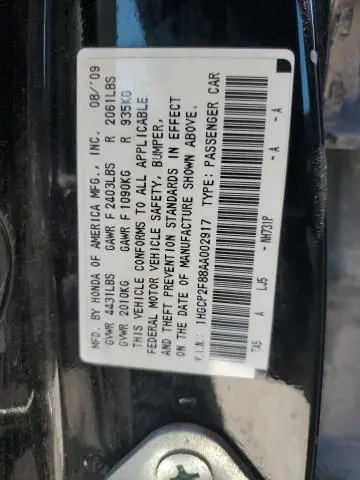 MFD. BY HONDA OF AMERICA MFG., INC. 08/'09
GVWR 4431LBS GAWR F 2403LBS R 2061LBS
GVWR 2010KG GAWR F 1090KG R 935KG
THIS VEHICLE CONFORMS TO ALL APPLICABLE
FEDERAL MOTOR VEHICLE SAFETY, BUMPER,
AND THEFT PREVENTION STANDARDS IN EFFECT
ON THE DATE OF MANUFACTURE SHOWN ABOVE.
V.I.N.: 1HGCP2F88AA002917 TYPE: PASSENGER CAR
TA5 A LJ5 - NH731P - A - A